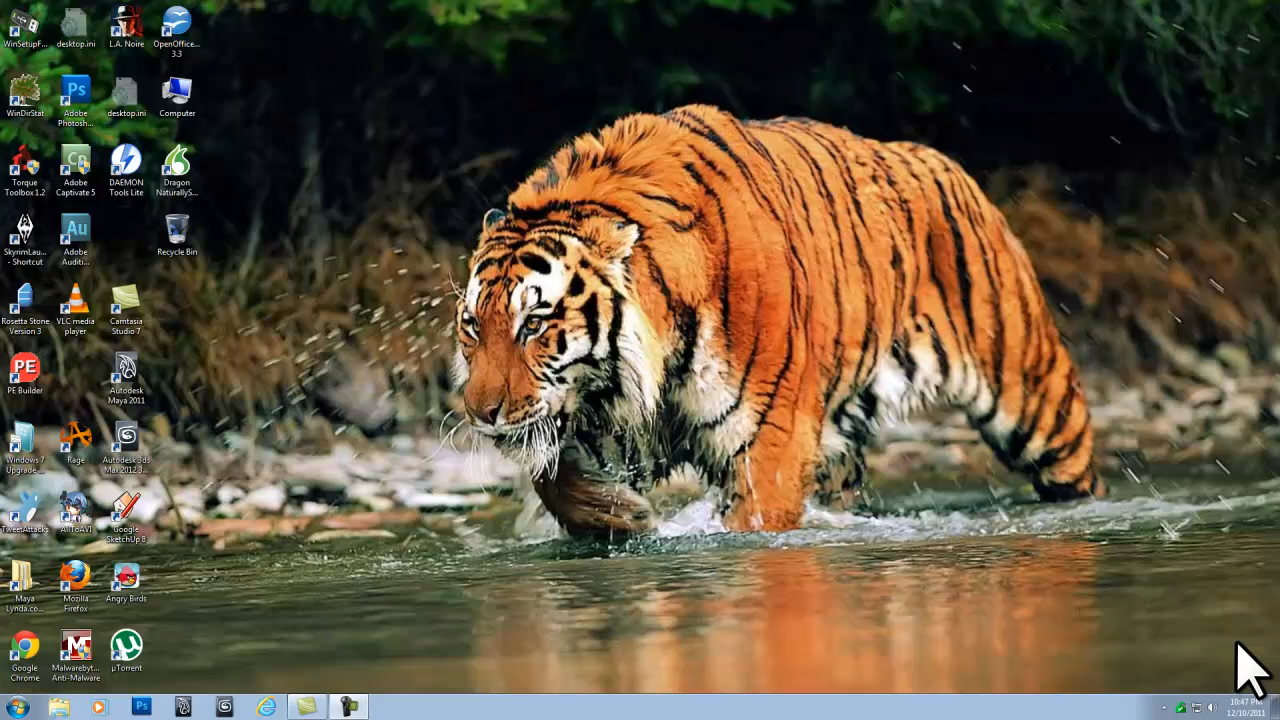 WinSetupF...
desktop.ini
L.A. Noire
OpenOffice...
3.3
WinDirStat
Ps
Adobe
Photosh...
desktop.ini
Computer
Torque
Toolbox 1.2
Cp
Adobe
Captivate 5
DAEMON
Tools Lite
Dragon
NaturallyS...
SkyrimLau...
- Shortcut
Au
Adobe
Auditi...
Recycle Bin
Rosetta Stone
Version 3
VLC media
player
Camtasia
Studio 7
PE
PE Builder
Autodesk
Maya 2011
Windows 7
Upgrade...
Rage
Autodesk 3ds
Max 2012 3...
TweetAttacks
AllToAVI
Google
SketchUp 8
Maya
Lynda.co...
Mozilla
Firefox
Angry Birds
Google
Chrome
M
Malwarebyt...
Anti-Malware
µ
µTorrent
Ps
10:47 PM
12/10/2011